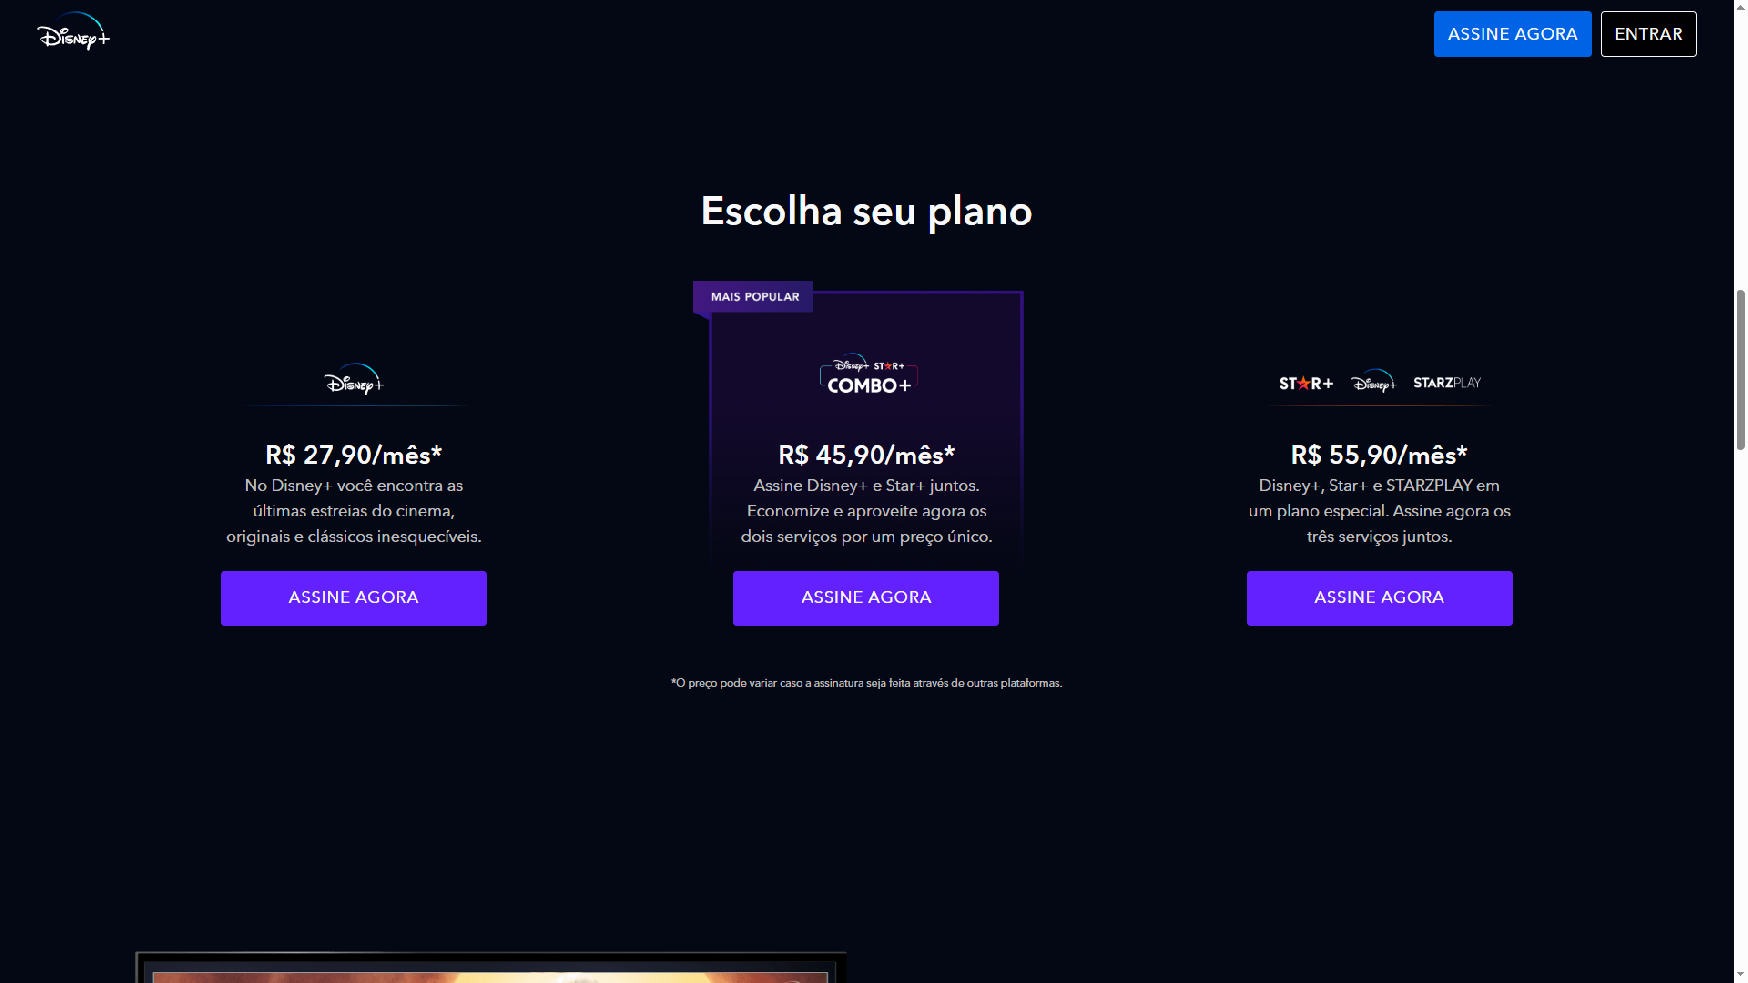 Disney+
ASSINE AGORA
ENTRAR
Escolha seu plano
MAIS POPULAR
Disney+
Disney+ STAR+
COMBO+
STAR+ Disney+ STARZPLAY
R$ 27,90/mês*
No Disney+ você encontra as
últimas estreias do cinema,
originais e clássicos inesquecíveis.
ASSINE AGORA
R$ 45,90/mês*
Assine Disney+ e Star+ juntos.
Economize e aproveite agora os
dois serviços por um preço único.
ASSINE AGORA
R$ 55,90/mês*
Disney+, Star+ e STARZPLAY em
um plano especial. Assine agora os
três serviços juntos.
ASSINE AGORA
*O preço pode variar caso a assinatura seja feita através de outras plataformas.